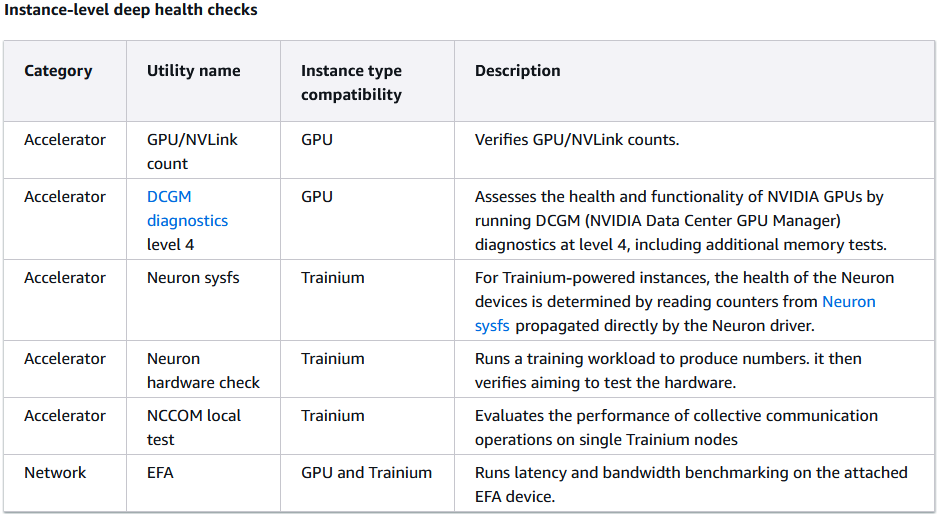 Instance-level deep health checks
Category
Utility name
Instance type
compatibility
Description
Accelerator
GPU/NVLink
count
GPU
Verifies GPU/NVLink counts.
Accelerator
DCGM
diagnostics
level 4
GPU
Assesses the health and functionality of NVIDIA GPUs by
running DCGM (NVIDIA Data Center GPU Manager)
diagnostics at level 4, including additional memory tests.
Accelerator
Neuron sysfs
Trainium
For Trainium-powered instances, the health of the Neuron
devices is determined by reading counters from Neuron
sysfs propagated directly by the Neuron driver.
Accelerator
Neuron
hardware check
Trainium
Runs a training workload to produce numbers. it then
verifies aiming to test the hardware.
Accelerator
NCCOM local
test
Trainium
Evaluates the performance of collective communication
operations on single Trainium nodes
Network
EFA
GPU and Trainium
Runs latency and bandwidth benchmarking on the attached
EFA device.